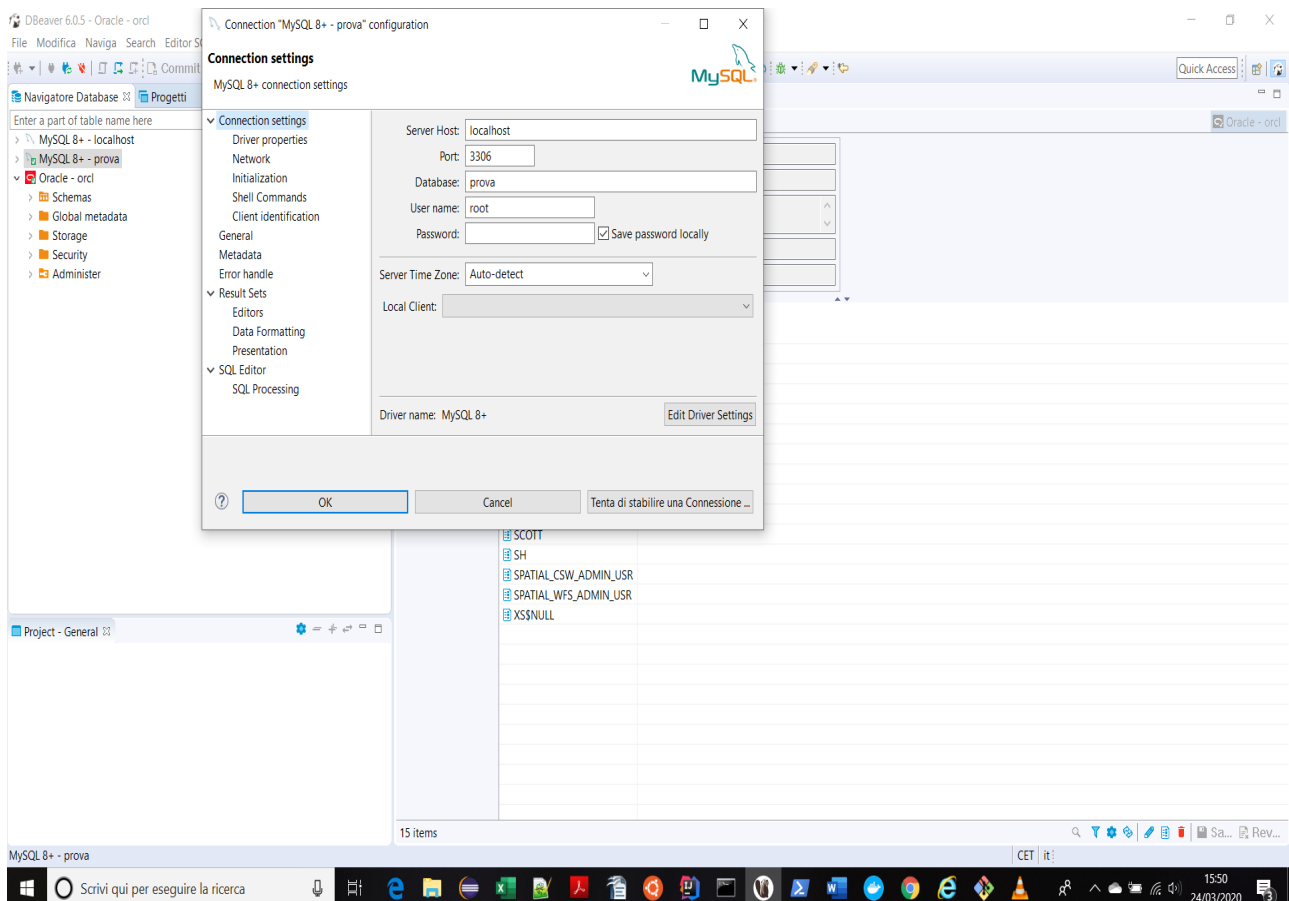 DBeaver 6.0.5 - Oracle - orcl
File Modifica Naviga Search Editor S
Commit
Quick Access
Navigatore Database
Progetti
Enter a part of table name here
MySQL 8+ - localhost
MySQL 8+ - prova
Oracle - orcl
Schemas
Global metadata
Storage
Security
Administer
Oracle - orcl
Connection "MySQL 8+ - prova" configuration
Connection settings
MySQL 8+ connection settings
MySQL
Connection settings
Driver properties
Network
Initialization
Shell Commands
Client identification
General
Metadata
Error handle
Result Sets
Editors
Data Formatting
Presentation
SQL Editor
SQL Processing
Server Host: localhost
Port: 3306
Database: prova
User name: root
Password:
Save password locally
Server Time Zone: Auto-detect
Local Client:
Driver name: MySQL 8+
Edit Driver Settings
OK
Cancel
Tenta di stabilire una Connessione ...
SCOTT
SH
SPATIAL_CSW_ADMIN_USR
SPATIAL_WFS_ADMIN_USR
XS$NULL
Project - General
15 items
Sa... Rev...
MySQL 8+ - prova
CET it
Scrivi qui per eseguire la ricerca
15:50
24/03/2020
3